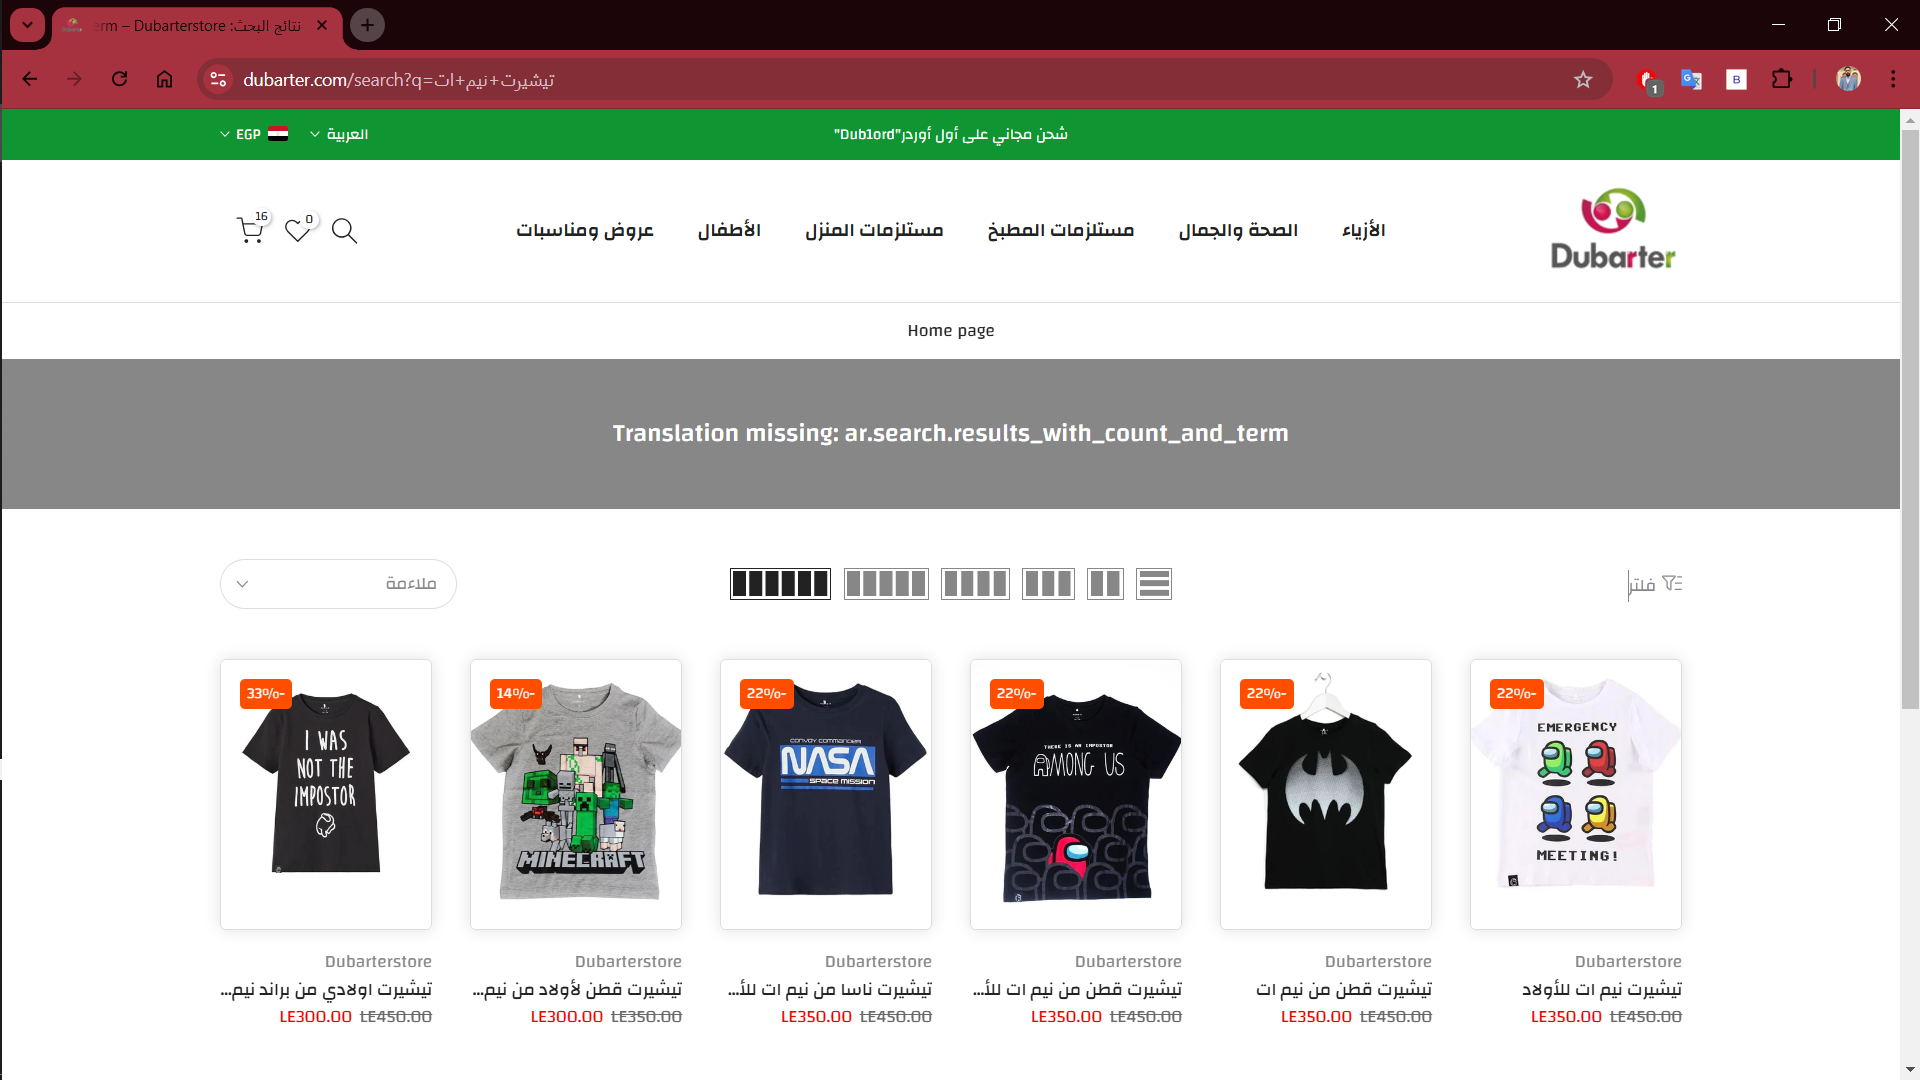 نتائج البحث: erm – Dubarterstore
dubarter.com/search?q=تيشيرت+نيم+ات
1
B
شحن مجاني على أول أوردر"Dub1ord"
العربية
EGP
Dubarter
الأزياء
الصحة والجمال
مستلزمات المطبخ
مستلزمات المنزل
الأطفال
عروض ومناسبات
0
16
Home page
Translation missing: ar.search.results_with_count_and_term
فلتر
ملاءمة
22%-
EMERGENCY
MEETING!
22%-
22%-
THERE IS AN IMPOSTOR
AMONG US
22%-
CONVOY COMMANDER
NASA
SPACE MISSION
14%-
MINECRAFT
33%-
I WAS
NOT THE
IMPOSTOR
Dubarterstore
تيشيرت نيم ات للأولاد
LE450.00 LE350.00
Dubarterstore
تيشيرت قطن من نيم ات
LE450.00 LE350.00
Dubarterstore
تيشيرت قطن من نيم ات للأ...
LE450.00 LE350.00
Dubarterstore
تيشيرت ناسا من نيم ات للأ...
LE450.00 LE350.00
Dubarterstore
تيشيرت قطن لأولاد من نيم...
LE350.00 LE300.00
Dubarterstore
تيشيرت اولادي من براند نيم...
LE450.00 LE300.00